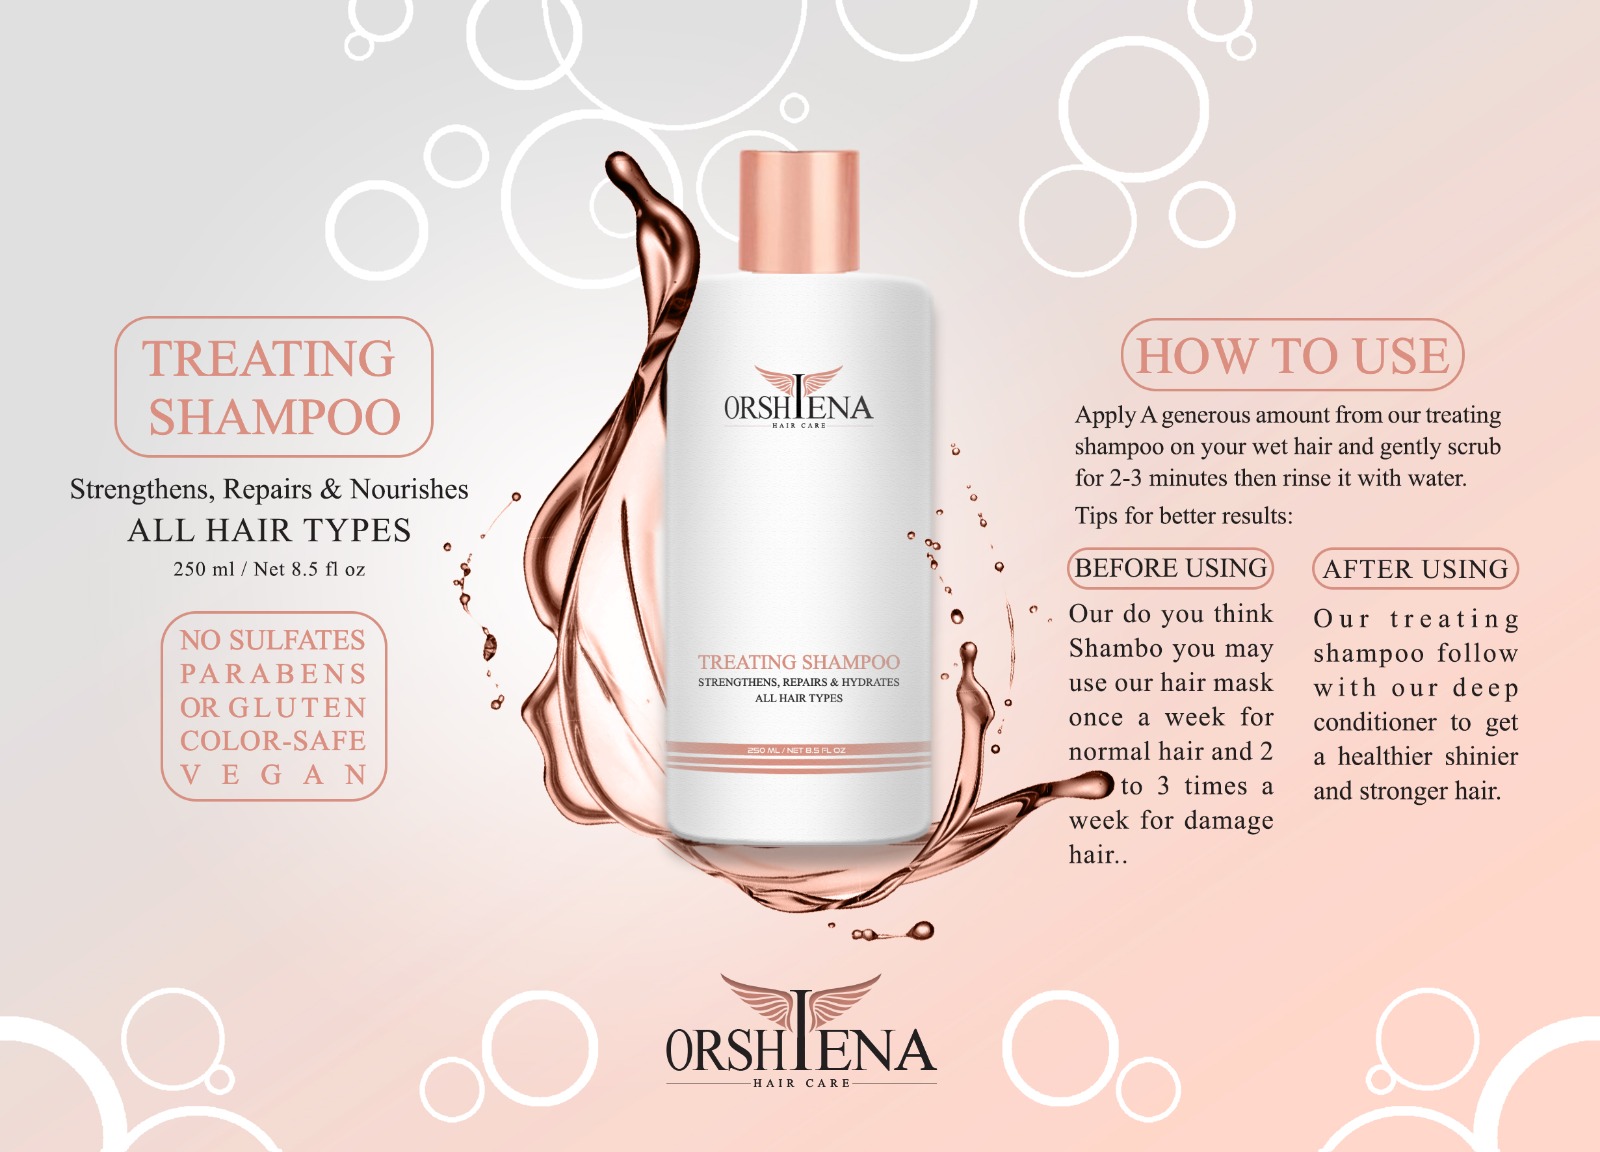 TREATING
SHAMPOO
Strengthens, Repairs & Nourishes
ALL HAIR TYPES
250 ml / Net 8.5 fl oz
NO SULFATES
PARABENS
OR GLUTEN
COLOR-SAFE
VEGAN
ORSHIENA
HAIR CARE
TREATING SHAMPOO
STRENGTHENS, REPAIRS & HYDRATES
ALL HAIR TYPES
250 ML / NET 8.5 FL OZ
HOW TO USE
Apply A generous amount from our treating
shampoo on your wet hair and gently scrub
for 2-3 minutes then rinse it with water.
Tips for better results:
BEFORE USING
Our do you think
Shambo you may
use our hair mask
once a week for
normal hair and 2
to 3 times a
week for damage
hair..
AFTER USING
Our treating
shampoo follow
with our deep
conditioner to get
a healthier shinier
and stronger hair.
ORSHIENA
HAIR CARE